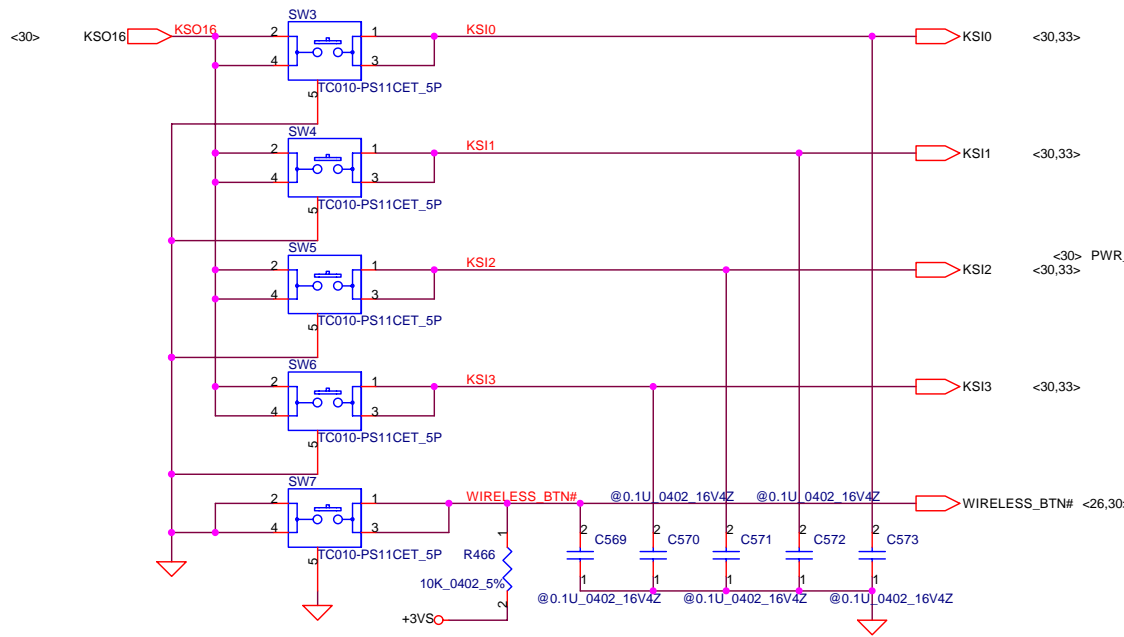 SW3
<30> KSO16 KSO16 2 1 KSI0 KSI0 <30,33>
4 3
5 TC010-PS11CET_5P
SW4
2 1 KSI1 KSI1 <30,33>
4 3
5 TC010-PS11CET_5P
SW5
<30> PWR_
2 1 KSI2 KSI2 <30,33>
4 3
5 TC010-PS11CET_5P
SW6
2 1 KSI3 KSI3 <30,33>
4 3
5 TC010-PS11CET_5P
SW7
2 1 WIRELESS_BTN# @0.1U_0402_16V4Z @0.1U_0402_16V4Z WIRELESS_BTN# <26,30>
4 3
1 2 2 2 2 2
C569 C570 C571 C572 C573
5 TC010-PS11CET_5P R466
10K_0402_5% 1 1 1 1 1
2 @0.1U_0402_16V4Z @0.1U_0402_16V4Z @0.1U_0402_16V4Z
+3VS